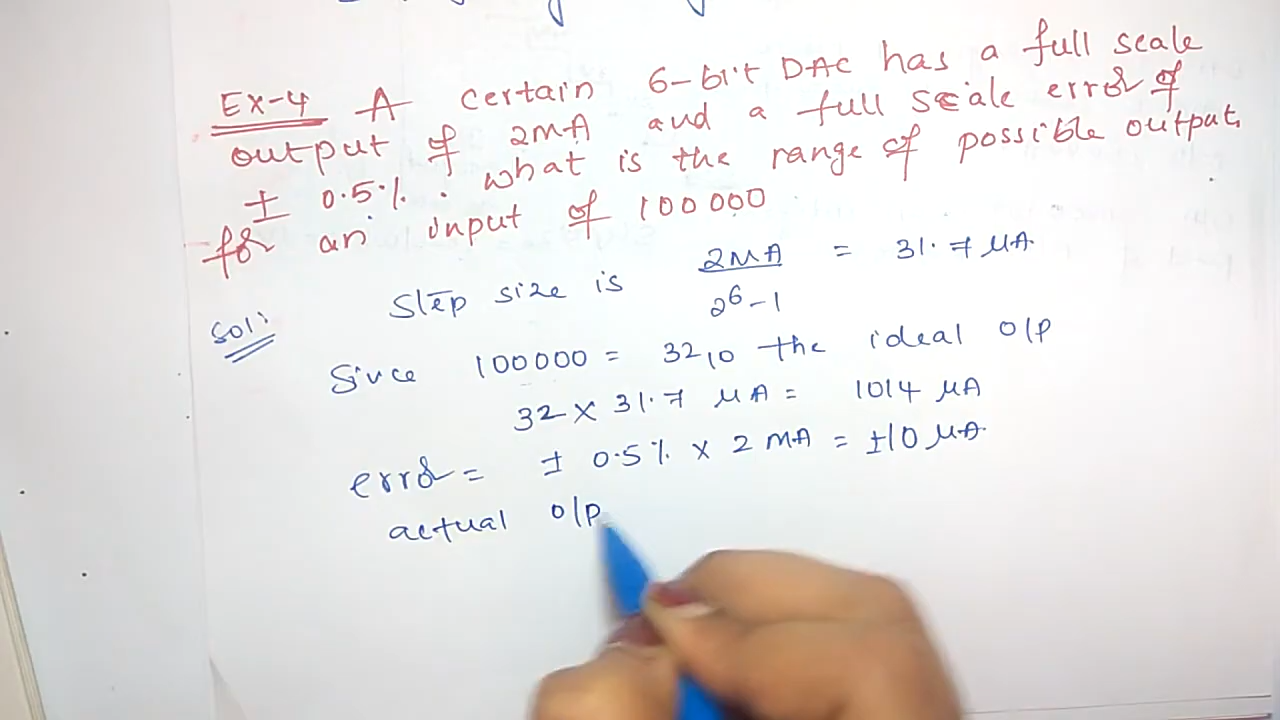 Ex-4 A certain 6-bit DAC has a full scale
output of 2mA and a full scale error of
± 0.5%. what is the range of possible output,
for an input of 100000
Sol:
Step size is 2MA / 2^6-1 = 31.7 μA
Since 100000 = 32₁₀ the ideal o/p
32 × 31.7 μA = 1014 μA
error = ± 0.5% × 2 mA = ±10 μA
actual o/p